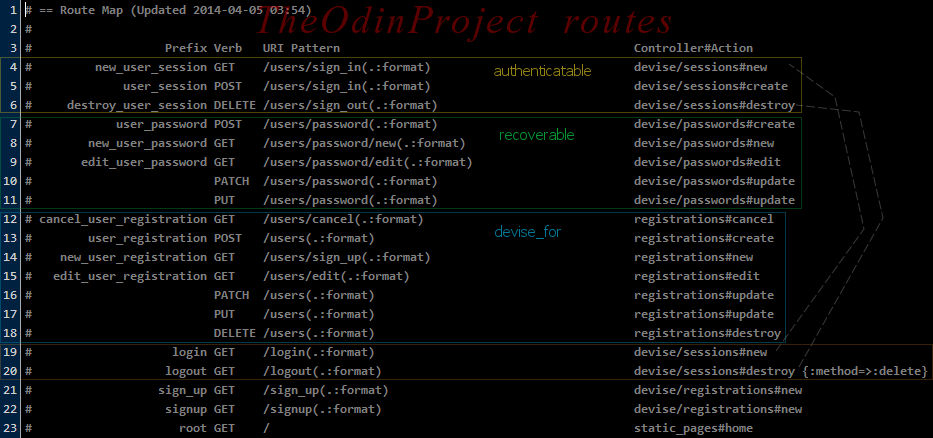 TheOdinProject routes
1 # == Route Map (Updated 2014-04-05 03:54)
2 #
3 # Prefix Verb URI Pattern Controller#Action
4 # new_user_session GET /users/sign_in(.:format) authenticatable devise/sessions#new
5 # user_session POST /users/sign_in(.:format) devise/sessions#create
6 # destroy_user_session DELETE /users/sign_out(.:format) devise/sessions#destroy
7 # user_password POST /users/password(.:format) recoverable devise/passwords#create
8 # new_user_password GET /users/password/new(.:format) devise/passwords#new
9 # edit_user_password GET /users/password/edit(.:format) devise/passwords#edit
10 # PATCH /users/password(.:format) devise/passwords#update
11 # PUT /users/password(.:format) devise/passwords#update
12 # cancel_user_registration GET /users/cancel(.:format) devise_for registrations#cancel
13 # user_registration POST /users(.:format) registrations#create
14 # new_user_registration GET /users/sign_up(.:format) registrations#new
15 # edit_user_registration GET /users/edit(.:format) registrations#edit
16 # PATCH /users(.:format) registrations#update
17 # PUT /users(.:format) registrations#update
18 # DELETE /users(.:format) registrations#destroy
19 # login GET /login(.:format) devise/sessions#new
20 # logout GET /logout(.:format) devise/sessions#destroy {:method=>:delete}
21 # sign_up GET /sign_up(.:format) devise/registrations#new
22 # signup GET /signup(.:format) devise/registrations#new
23 # root GET / static_pages#home